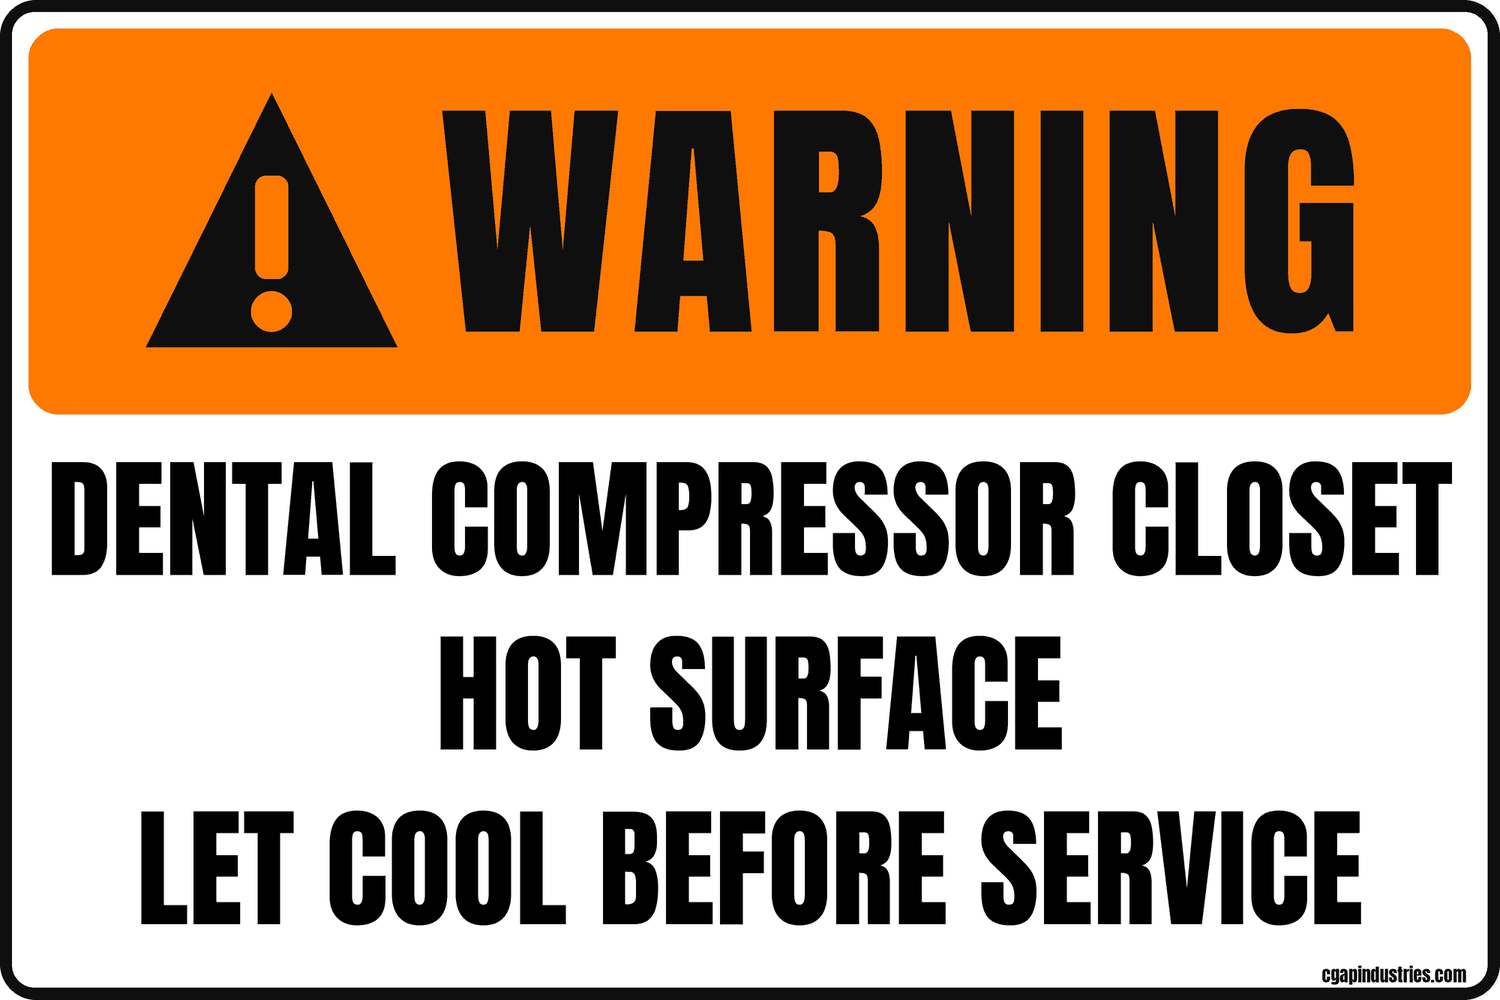 WARNING
DENTAL COMPRESSOR CLOSET
HOT SURFACE
LET COOL BEFORE SERVICE
cgapindustries.com